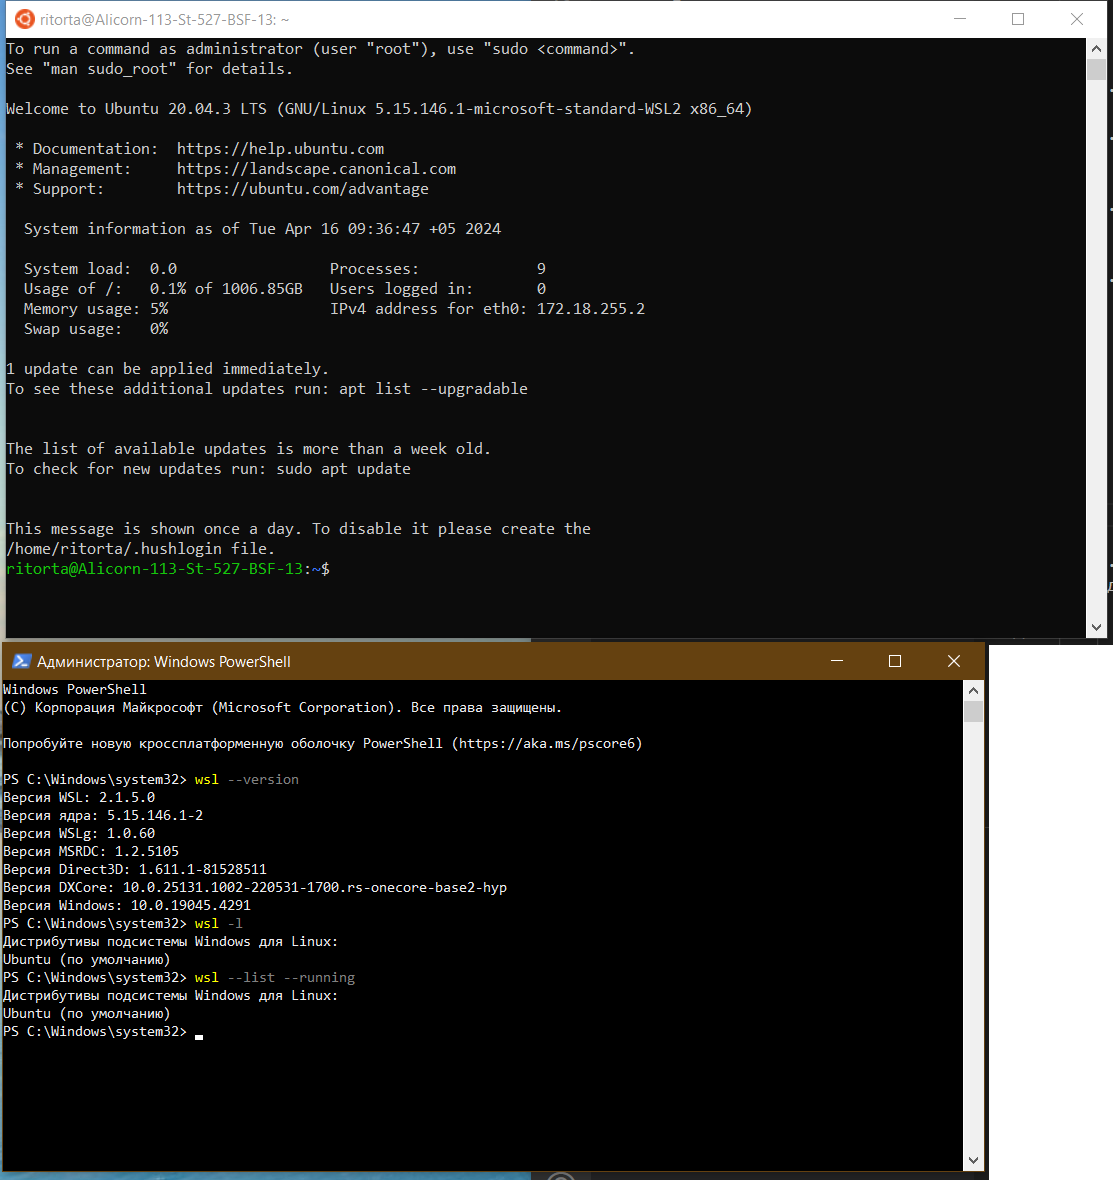 ritorta@Alicorn-113-St-527-BSF-13: ~
To run a command as administrator (user "root"), use "sudo <command>".
See "man sudo_root" for details.
Welcome to Ubuntu 20.04.3 LTS (GNU/Linux 5.15.146.1-microsoft-standard-WSL2 x86_64)
* Documentation:  https://help.ubuntu.com
* Management:     https://landscape.canonical.com
* Support:        https://ubuntu.com/advantage
System information as of Tue Apr 16 09:36:47 +05 2024
System load:  0.0                 Processes:             9
Usage of /:   0.1% of 1006.85GB   Users logged in:       0
Memory usage: 5%                  IPv4 address for eth0: 172.18.255.2
Swap usage:   0%
1 update can be applied immediately.
To see these additional updates run: apt list --upgradable
The list of available updates is more than a week old.
To check for new updates run: sudo apt update
This message is shown once a day. To disable it please create the
/home/ritorta/.hushlogin file.
ritorta@Alicorn-113-St-527-BSF-13:~$
Администратор: Windows PowerShell
Windows PowerShell
(C) Корпорация Майкрософт (Microsoft Corporation). Все права защищены.
Попробуйте новую кроссплатформенную оболочку PowerShell (https://aka.ms/pscore6)
PS C:\Windows\system32> wsl --version
Версия WSL: 2.1.5.0
Версия ядра: 5.15.146.1-2
Версия WSLg: 1.0.60
Версия MSRDC: 1.2.5105
Версия Direct3D: 1.611.1-81528511
Версия DXCore: 10.0.25131.1002-220531-1700.rs-onecore-base2-hyp
Версия Windows: 10.0.19045.4291
PS C:\Windows\system32> wsl -l
Дистрибутивы подсистемы Windows для Linux:
Ubuntu (по умолчанию)
PS C:\Windows\system32> wsl --list --running
Дистрибутивы подсистемы Windows для Linux:
Ubuntu (по умолчанию)
PS C:\Windows\system32>